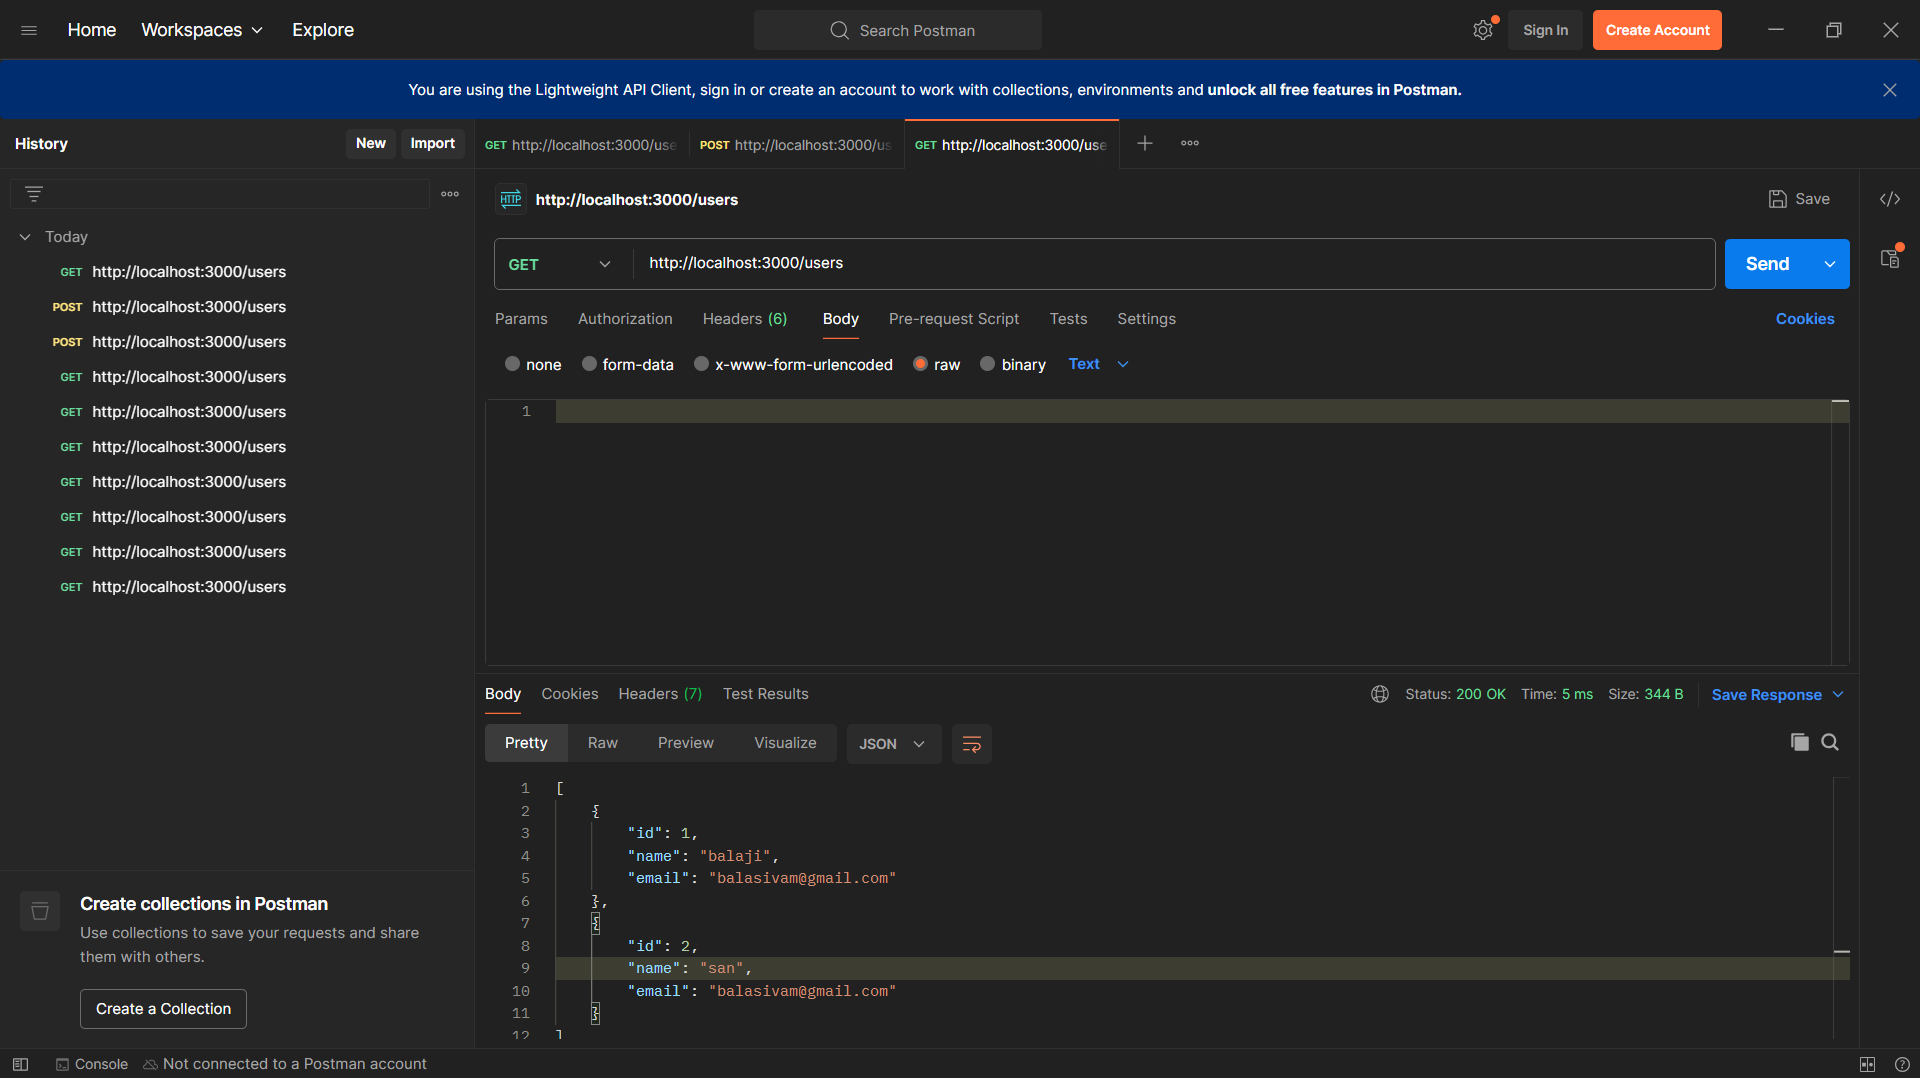 Home Workspaces Explore Search Postman Sign In Create Account
You are using the Lightweight API Client, sign in or create an account to work with collections, environments and unlock all free features in Postman.
History New Import
GET http://localhost:3000/use POST http://localhost:3000/us GET http://localhost:3000/use
HTTP http://localhost:3000/users Save
Today
GET http://localhost:3000/users
POST http://localhost:3000/users
POST http://localhost:3000/users
GET http://localhost:3000/users
GET http://localhost:3000/users
GET http://localhost:3000/users
GET http://localhost:3000/users
GET http://localhost:3000/users
GET http://localhost:3000/users
GET http://localhost:3000/users
GET http://localhost:3000/users Send
Params Authorization Headers (6) Body Pre-request Script Tests Settings Cookies
none form-data x-www-form-urlencoded raw binary Text
1
Body Cookies Headers (7) Test Results Status: 200 OK Time: 5 ms Size: 344 B Save Response
Pretty Raw Preview Visualize JSON
1 [
2 {
3 "id": 1,
4 "name": "balaji",
5 "email": "balasivam@gmail.com"
6 },
7 {
8 "id": 2,
9 "name": "san",
10 "email": "balasivam@gmail.com"
11 }
12 ]
Create collections in Postman
Use collections to save your requests and share
them with others.
Create a Collection
Console Not connected to a Postman account